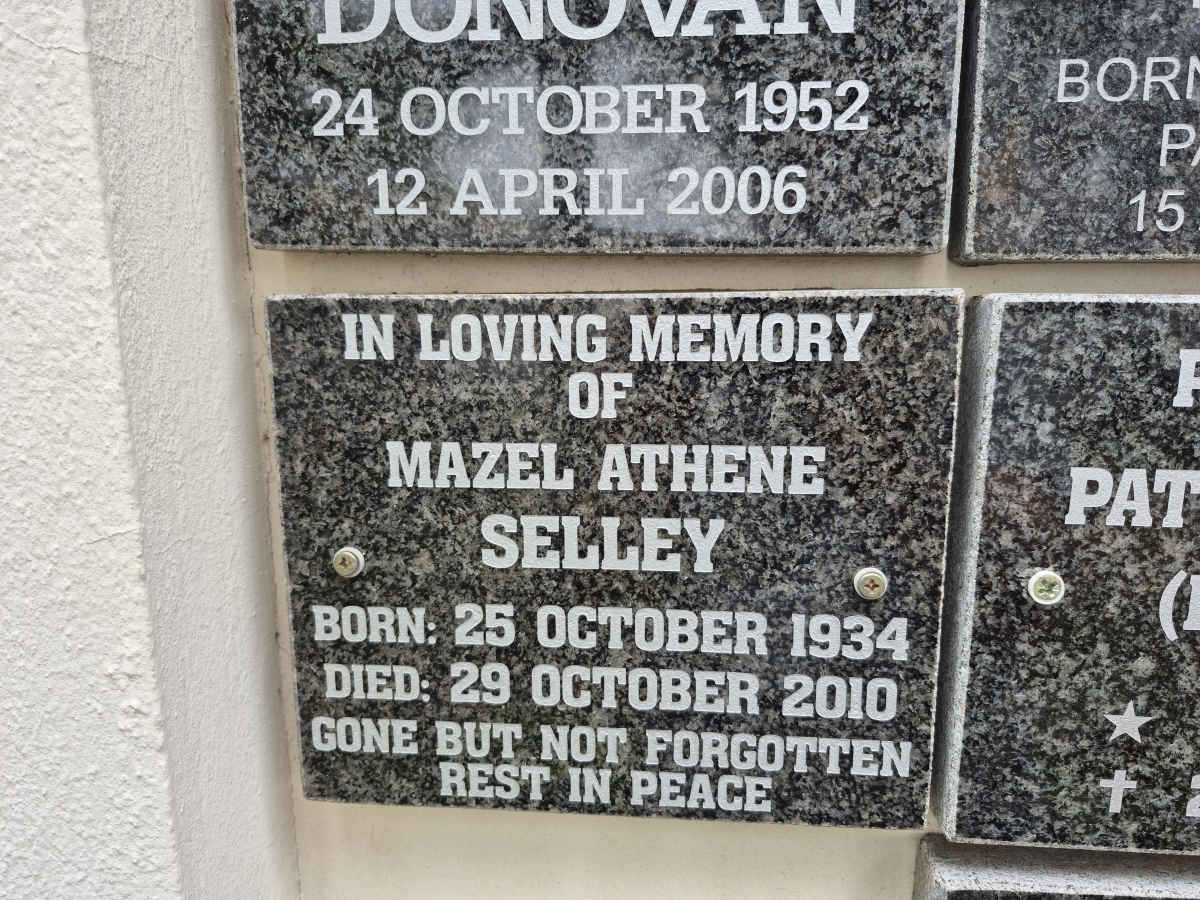 DONOVAN
24 OCTOBER 1952
12 APRIL 2006
BORN
15
IN LOVING MEMORY
OF
MAZEL ATHENE
SELLEY
BORN: 25 OCTOBER 1934
DIED: 29 OCTOBER 2010
GONE BUT NOT FORGOTTEN
REST IN PEACE
PAT